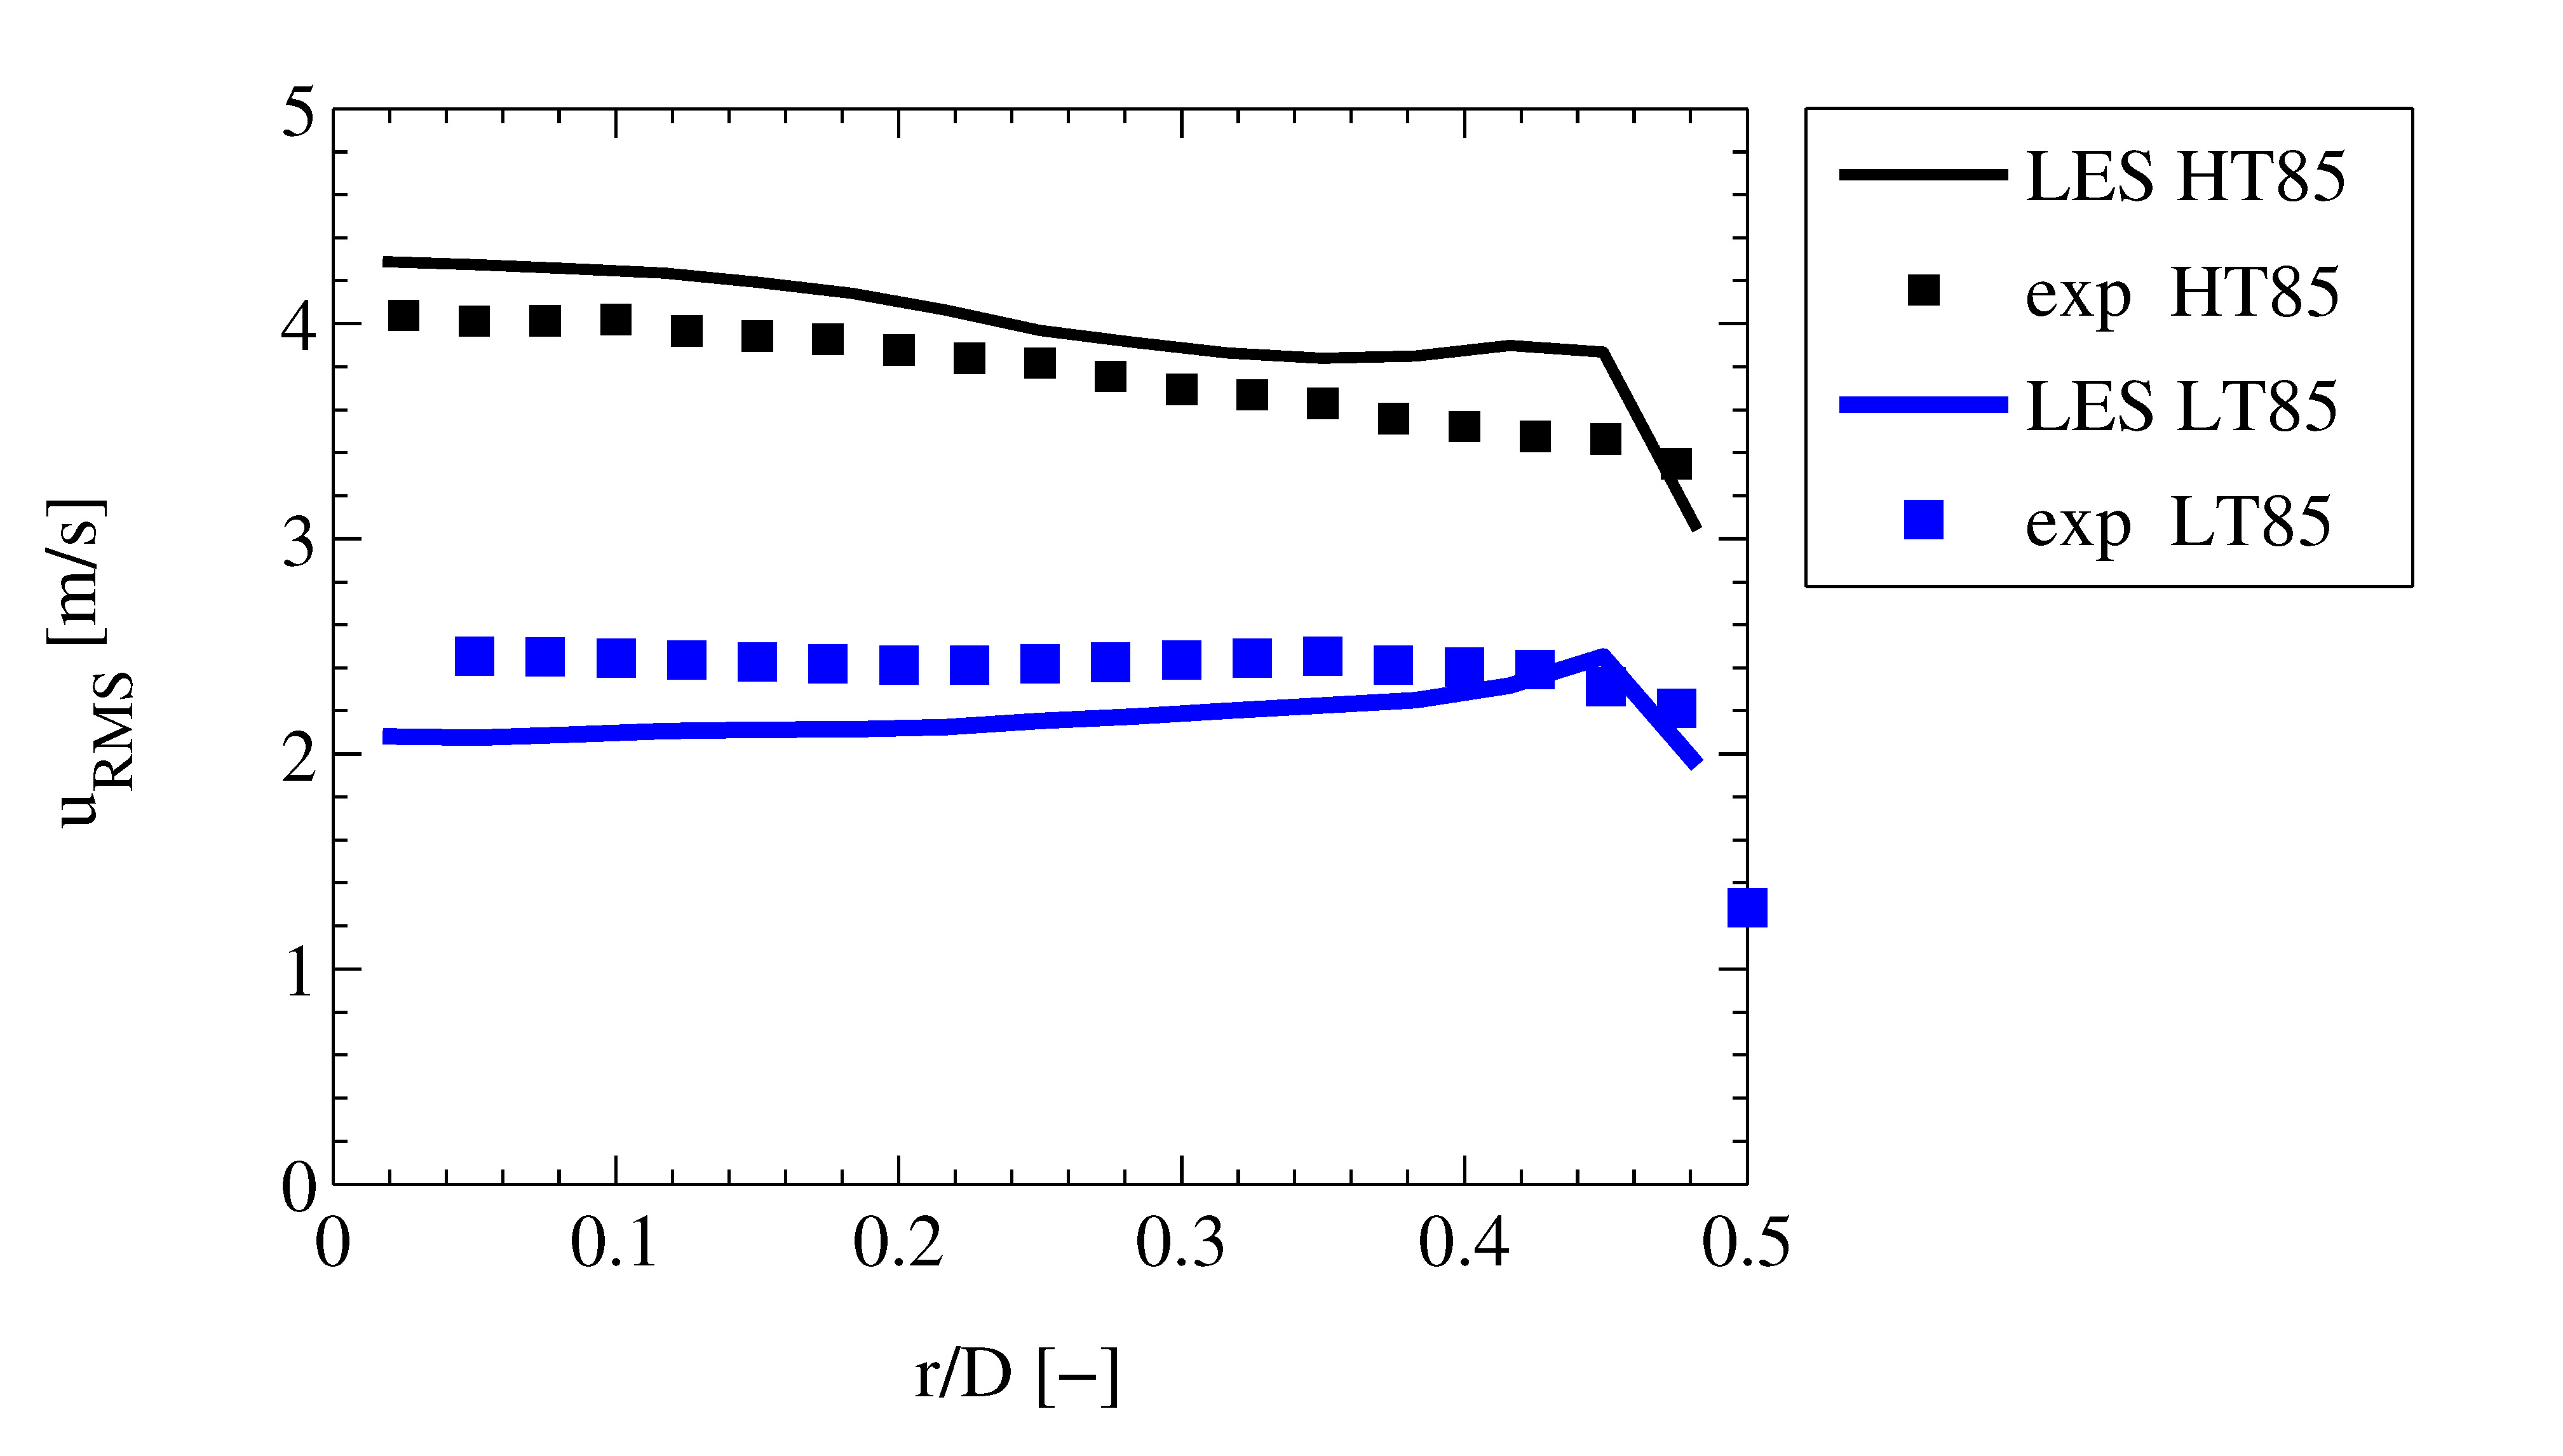 5
4
3
2
1
0
0 0.1 0.2 0.3 0.4 0.5
uRMS [m/s]
r/D [−]
LES HT85
exp HT85
LES LT85
exp LT85